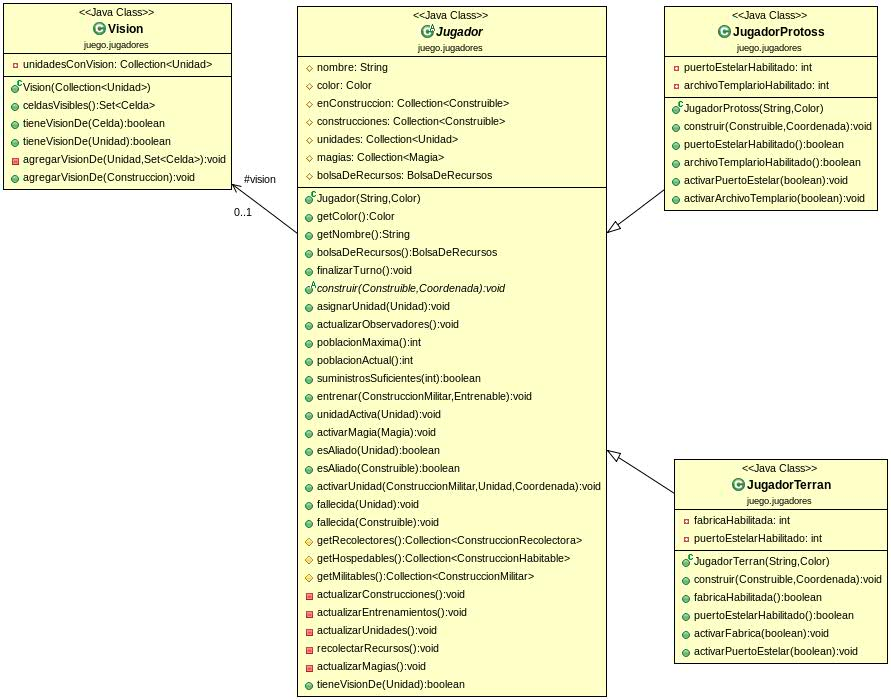 <<Java Class>>
Vision
juego.jugadores
unidadesConVision: Collection<Unidad>
Vision(Collection<Unidad>)
celdasVisibles():Set<Celda>
tieneVisionDe(Celda):boolean
tieneVisionDe(Unidad):boolean
agregarVisionDe(Unidad,Set<Celda>):void
agregarVisionDe(Construccion):void
#vision
0..1
<<Java Class>>
Jugador
juego.jugadores
nombre: String
color: Color
enConstruccion: Collection<Construible>
construcciones: Collection<Construible>
unidades: Collection<Unidad>
magias: Collection<Magia>
bolsaDeRecursos: BolsaDeRecursos
Jugador(String,Color)
getColor():Color
getNombre():String
bolsaDeRecursos():BolsaDeRecursos
finalizarTurno():void
construir(Construible,Coordenada):void
asignarUnidad(Unidad):void
actualizarObservadores():void
poblacionMaxima():int
poblacionActual():int
suministrosSuficientes(int):boolean
entrenar(ConstruccionMilitar,Entrenable):void
unidadActiva(Unidad):void
activarMagia(Magia):void
esAliado(Unidad):boolean
esAliado(Construible):boolean
activarUnidad(ConstruccionMilitar,Unidad,Coordenada):void
fallecida(Unidad):void
fallecida(Construible):void
getRecolectores():Collection<ConstruccionRecolectora>
getHospedables():Collection<ConstruccionHabitable>
getMilitables():Collection<ConstruccionMilitar>
actualizarConstrucciones():void
actualizarEntrenamientos():void
actualizarUnidades():void
recolectarRecursos():void
actualizarMagias():void
tieneVisionDe(Unidad):boolean
<<Java Class>>
JugadorProtoss
juego.jugadores
puertoEstelarHabilitado: int
archivoTemplarioHabilitado: int
JugadorProtoss(String,Color)
construir(Construible,Coordenada):void
puertoEstelarHabilitado():boolean
archivoTemplarioHabilitado():boolean
activarPuertoEstelar(boolean):void
activarArchivoTemplario(boolean):void
<<Java Class>>
JugadorTerran
juego.jugadores
fabricaHabilitada: int
puertoEstelarHabilitado: int
JugadorTerran(String,Color)
construir(Construible,Coordenada):void
fabricaHabilitada():boolean
puertoEstelarHabilitado():boolean
activarFabrica(boolean):void
activarPuertoEstelar(boolean):void